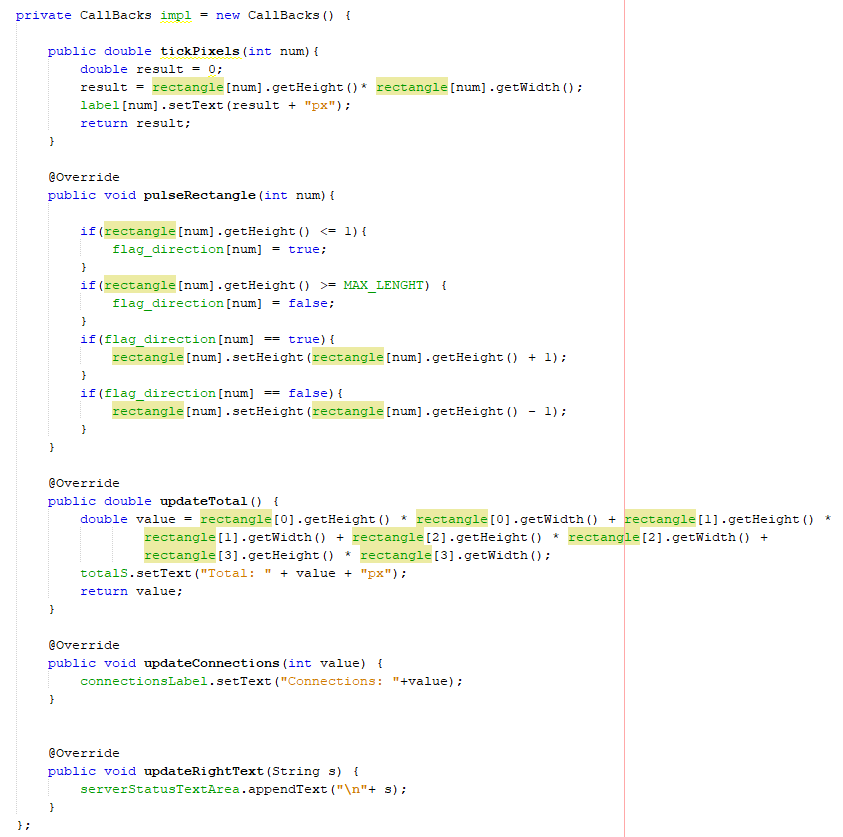 private CallBacks impl = new CallBacks() {
public double tickPixels(int num){
double result = 0;
result = rectangle[num].getHeight()* rectangle[num].getWidth();
label[num].setText(result + "px");
return result;
}
@Override
public void pulseRectangle(int num){
if(rectangle[num].getHeight() <= 1){
flag_direction[num] = true;
}
if(rectangle[num].getHeight() >= MAX_LENGHT) {
flag_direction[num] = false;
}
if(flag_direction[num] == true){
rectangle[num].setHeight(rectangle[num].getHeight() + 1);
}
if(flag_direction[num] == false){
rectangle[num].setHeight(rectangle[num].getHeight() - 1);
}
}
@Override
public double updateTotal() {
double value = rectangle[0].getHeight() * rectangle[0].getWidth() + rectangle[1].getHeight() *
rectangle[1].getWidth() + rectangle[2].getHeight() * rectangle[2].getWidth() +
rectangle[3].getHeight() * rectangle[3].getWidth();
totalS.setText("Total: " + value + "px");
return value;
}
@Override
public void updateConnections(int value) {
connectionsLabel.setText("Connections: "+value);
}
@Override
public void updateRightText(String s) {
serverStatusTextArea.appendText("\n"+ s);
}
};